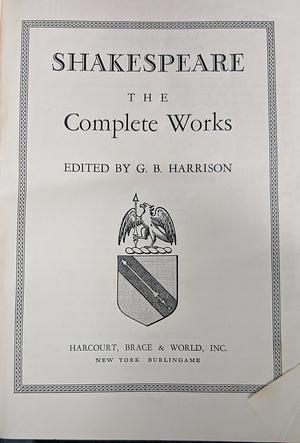 SHAKESPEARE
THE
Complete Works
EDITED BY G. B. HARRISON
HARCOURT, BRACE & WORLD, INC.
NEW YORK BURLINGAME